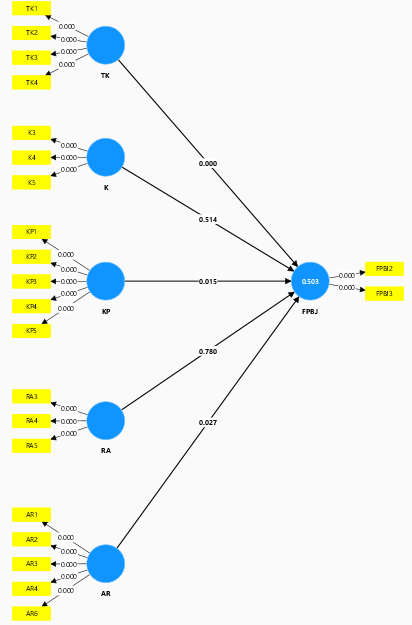 TK1
TK2
TK3
TK4
0.000
0.000
0.000
0.000
TK
0.000
K3
K4
K5
0.000
0.000
0.000
K
0.514
KP1
KP2
KP3
KP4
KP5
0.000
0.000
0.000
0.000
0.000
KP
0.015
0.503
FPBJ
0.000
0.000
FPBJ2
FPBJ3
RA3
RA4
RA5
0.000
0.000
0.000
RA
0.780
AR1
AR2
AR3
AR4
AR6
0.000
0.000
0.000
0.000
0.000
AR
0.027